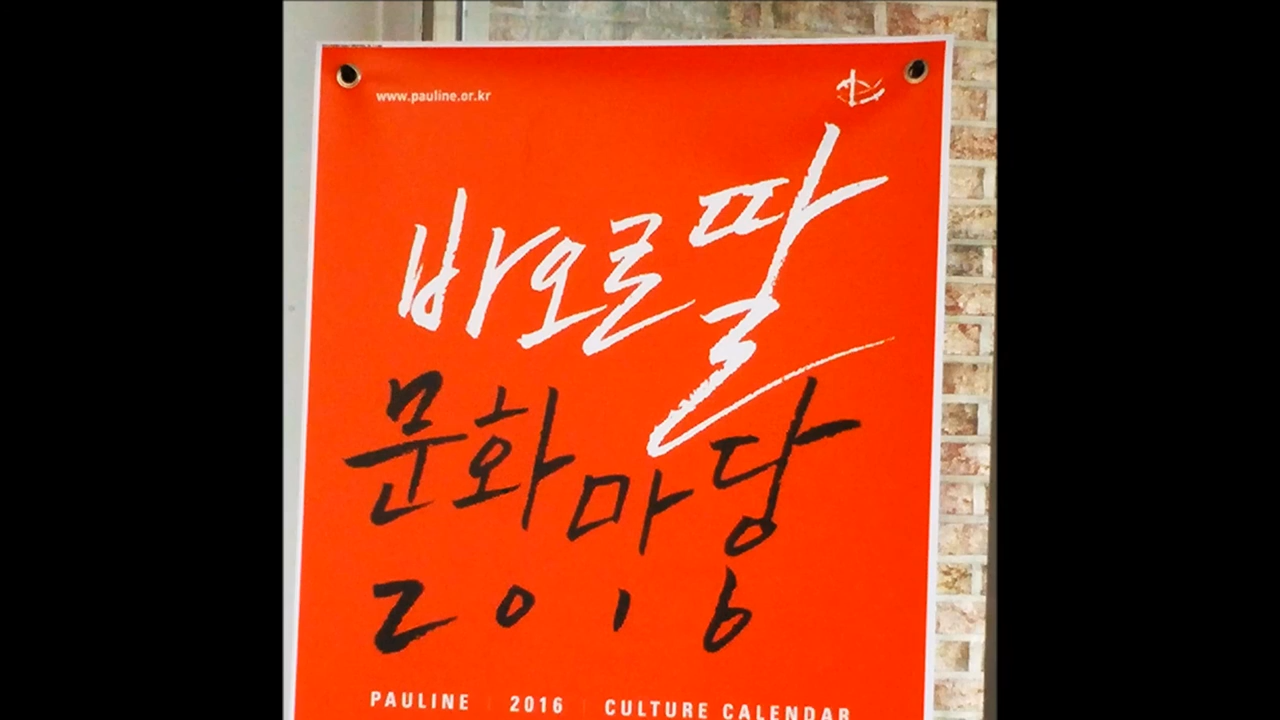 www.pauline.or.kr
바오로딸
문화마당
2016
PAULINE 2016 CULTURE CALENDAR